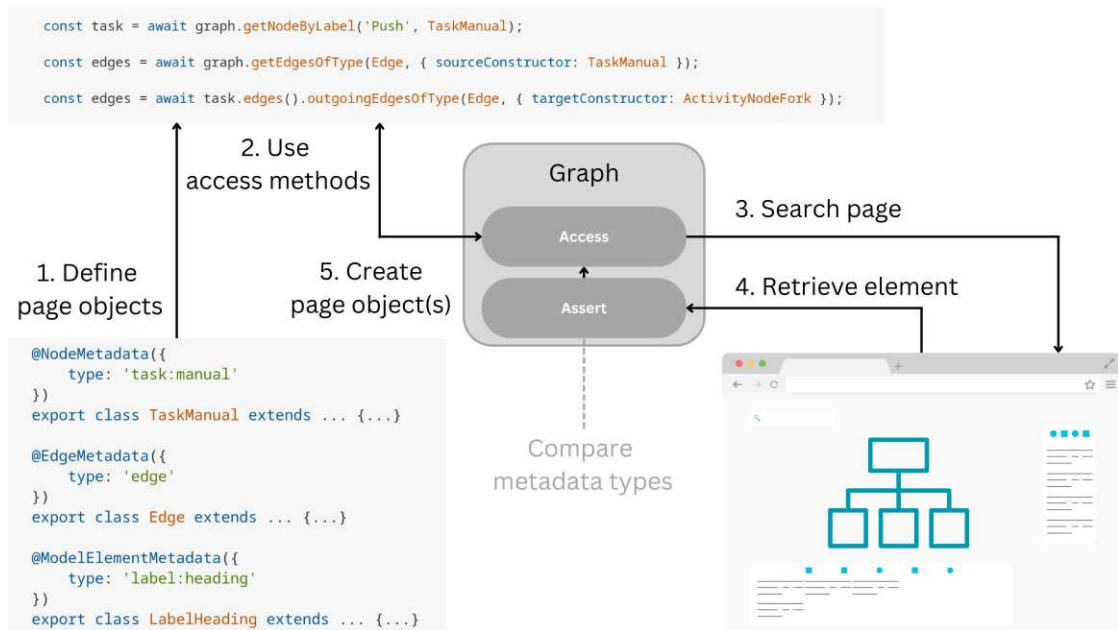 const task = await graph.getNodeByLabel('Push', TaskManual);
const edges = await graph.getEdgesOfType(Edge, { sourceConstructor: TaskManual });
const edges = await task.edges().outgoingEdgesOfType(Edge, { targetConstructor: ActivityNodeFork });
2. Use
access methods
Graph
Access
3. Search page
1. Define
page objects
5. Create
page object(s)
Assert
4. Retrieve element
@NodeMetadata({
type: 'task:manual'
})
export class TaskManual extends ... {...}
@EdgeMetadata({
type: 'edge'
})
export class Edge extends ... {...}
@ModelElementMetadata({
type: 'label:heading'
})
export class LabelHeading extends ... {...}
Compare
metadata types